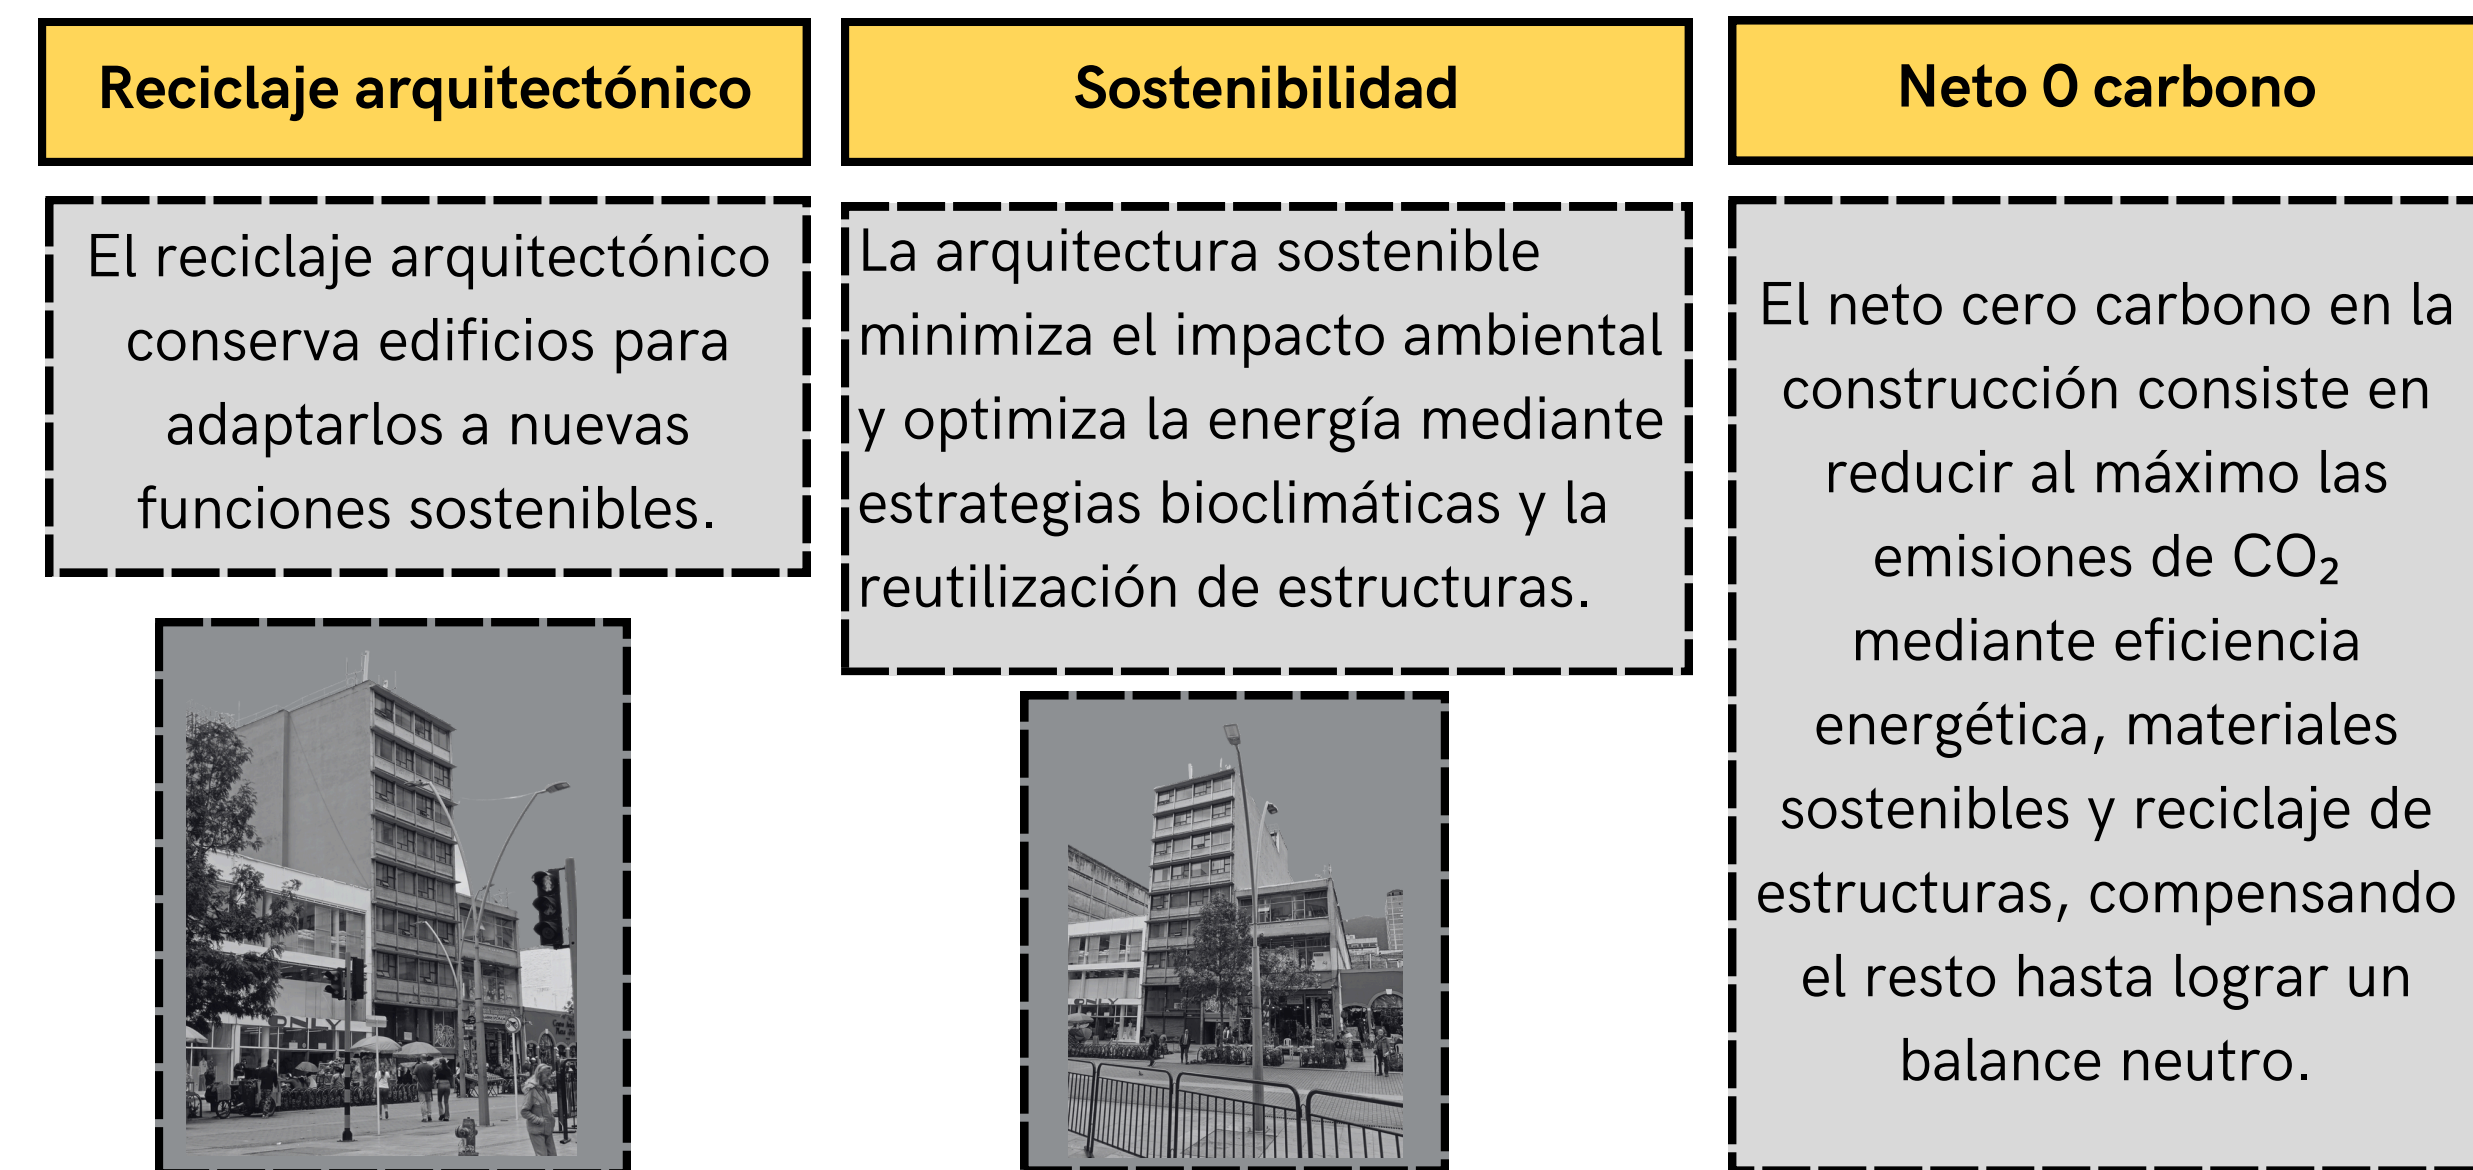 Reciclaje arquitectónico
El reciclaje arquitectónico
conserva edificios para
adaptarlos a nuevas
funciones sostenibles.
ONLY
Sostenibilidad
La arquitectura sostenible
minimiza el impacto ambiental
y optimiza la energía mediante
estrategias bioclimáticas y la
reutilización de estructuras.
ONLY
Neto 0 carbono
El neto cero carbono en la
construcción consiste en
reducir al máximo las
emisiones de CO₂
mediante eficiencia
energética, materiales
sostenibles y reciclaje de
estructuras, compensando
el resto hasta lograr un
balance neutro.